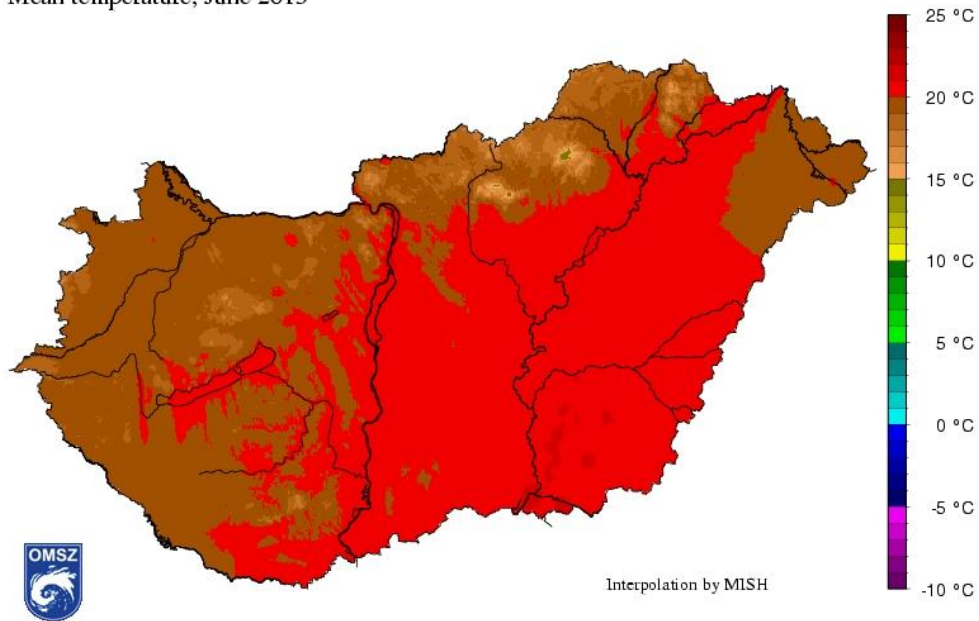 Mean temperature, June
25 °C
20 °C
15 °C
10 °C
5 °C
0 °C
-5 °C
-10 °C
OMSZ
Interpolation by MISH